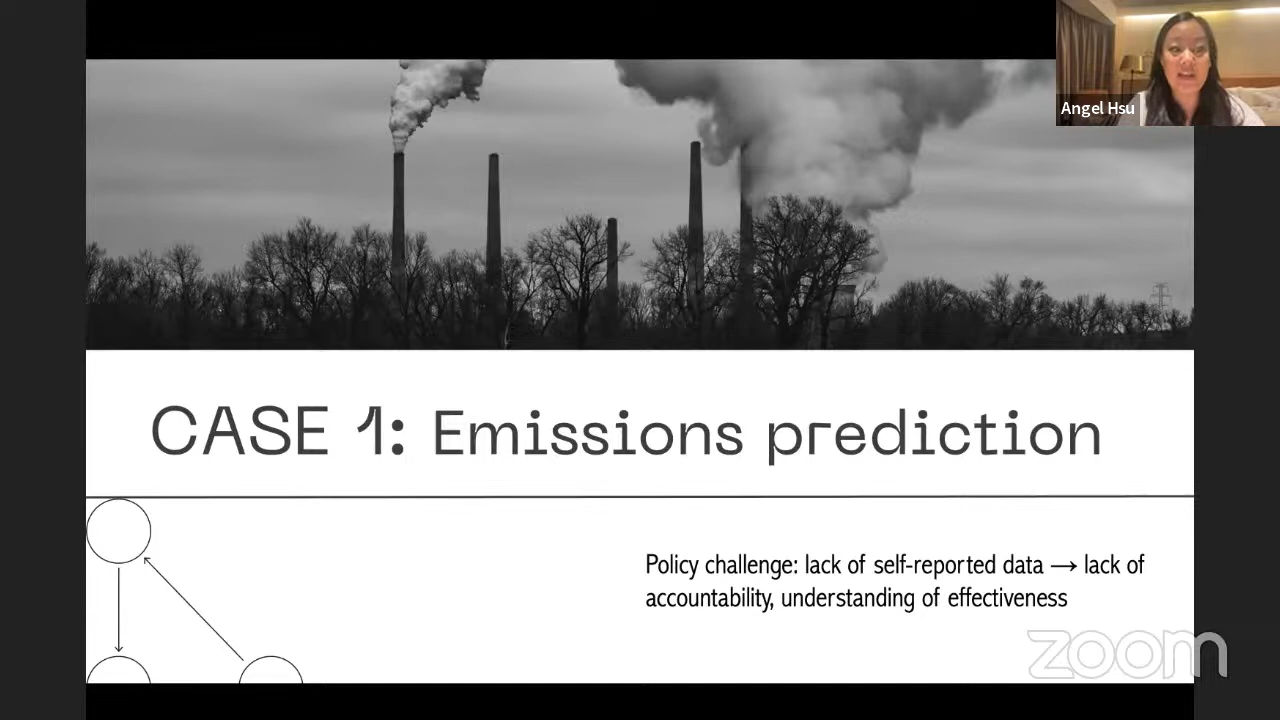 Angel Hsu
CASE 1: Emissions prediction
Policy challenge: lack of self-reported data → lack of
accountability, understanding of effectiveness
zoom